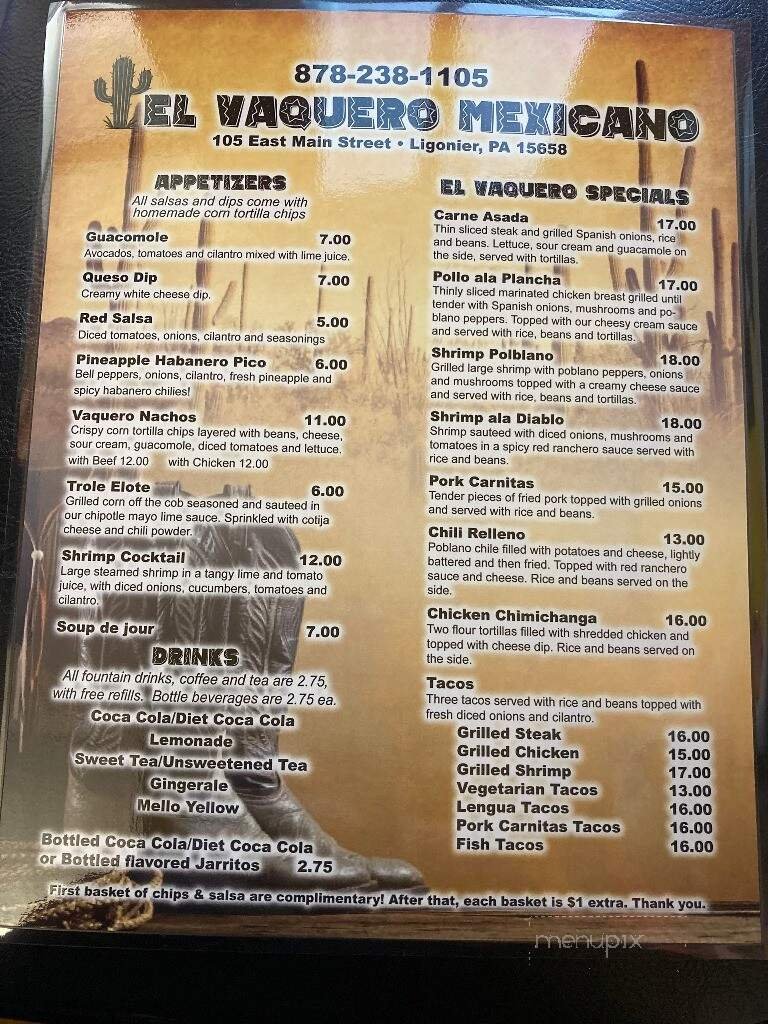 878-238-1105
EL VAQUERO MEXICANO
105 East Main Street • Ligonier, PA 15658
APPETIZERS
All salsas and dips come with
homemade corn tortilla chips
Guacomole 7.00
Avocados, tomatoes and cilantro mixed with lime juice.
Queso Dip 7.00
Creamy white cheese dip.
Red Salsa 5.00
Diced tomatoes, onions, cilantro and seasonings
Pineapple Habanero Pico 6.00
Bell peppers, onions, cilantro, fresh pineapple and
spicy habanero chilies!
Vaquero Nachos 11.00
Crispy corn tortilla chips layered with beans, cheese,
sour cream, guacomole, diced tomatoes and lettuce.
with Beef 12.00 with Chicken 12.00
Trole Elote 6.00
Grilled corn off the cob seasoned and sauteed in
our chipotle mayo lime sauce. Sprinkled with cotija
cheese and chili powder.
Shrimp Cocktail 12.00
Large steamed shrimp in a tangy lime and tomato
juice, with diced onions, cucumbers, tomatoes and
cilantro.
Soup de jour 7.00
DRINKS
All fountain drinks, coffee and tea are 2.75,
with free refills. Bottle beverages are 2.75 ea.
Coca Cola/Diet Coca Cola
Lemonade
Sweet Tea/Unsweetened Tea
Gingerale
Mello Yellow
Bottled Coca Cola/Diet Coca Cola
or Bottled flavored Jarritos 2.75
EL VAQUERO SPECIALS
Carne Asada 17.00
Thin sliced steak and grilled Spanish onions, rice
and beans. Lettuce, sour cream and guacamole on
the side, served with tortillas.
Pollo ala Plancha 17.00
Thinly sliced marinated chicken breast grilled until
tender with Spanish onions, mushrooms and po-
blano peppers. Topped with our cheesy cream sauce
and served with rice, beans and tortillas.
Shrimp Polblano 18.00
Grilled large shrimp with poblano peppers, onions
and mushrooms topped with a creamy cheese sauce
and served with rice, beans and tortillas.
Shrimp ala Diablo 18.00
Shrimp sauteed with diced onions, mushrooms and
tomatoes in a spicy red ranchero sauce served with
rice and beans.
Pork Carnitas 15.00
Tender pieces of fried pork topped with grilled onions
and served with rice and beans.
Chili Relleno 13.00
Poblano chile filled with potatoes and cheese, lightly
battered and then fried. Topped with red ranchero
sauce and cheese. Rice and beans served on the
side.
Chicken Chimichanga 16.00
Two flour tortillas filled with shredded chicken and
topped with cheese dip. Rice and beans served on
the side.
Tacos
Three tacos served with rice and beans topped with
fresh diced onions and cilantro.
Grilled Steak 16.00
Grilled Chicken 15.00
Grilled Shrimp 17.00
Vegetarian Tacos 13.00
Lengua Tacos 16.00
Pork Carnitas Tacos 16.00
Fish Tacos 16.00
First basket of chips & salsa are complimentary! After that, each basket is $1 extra. Thank you.
menupix